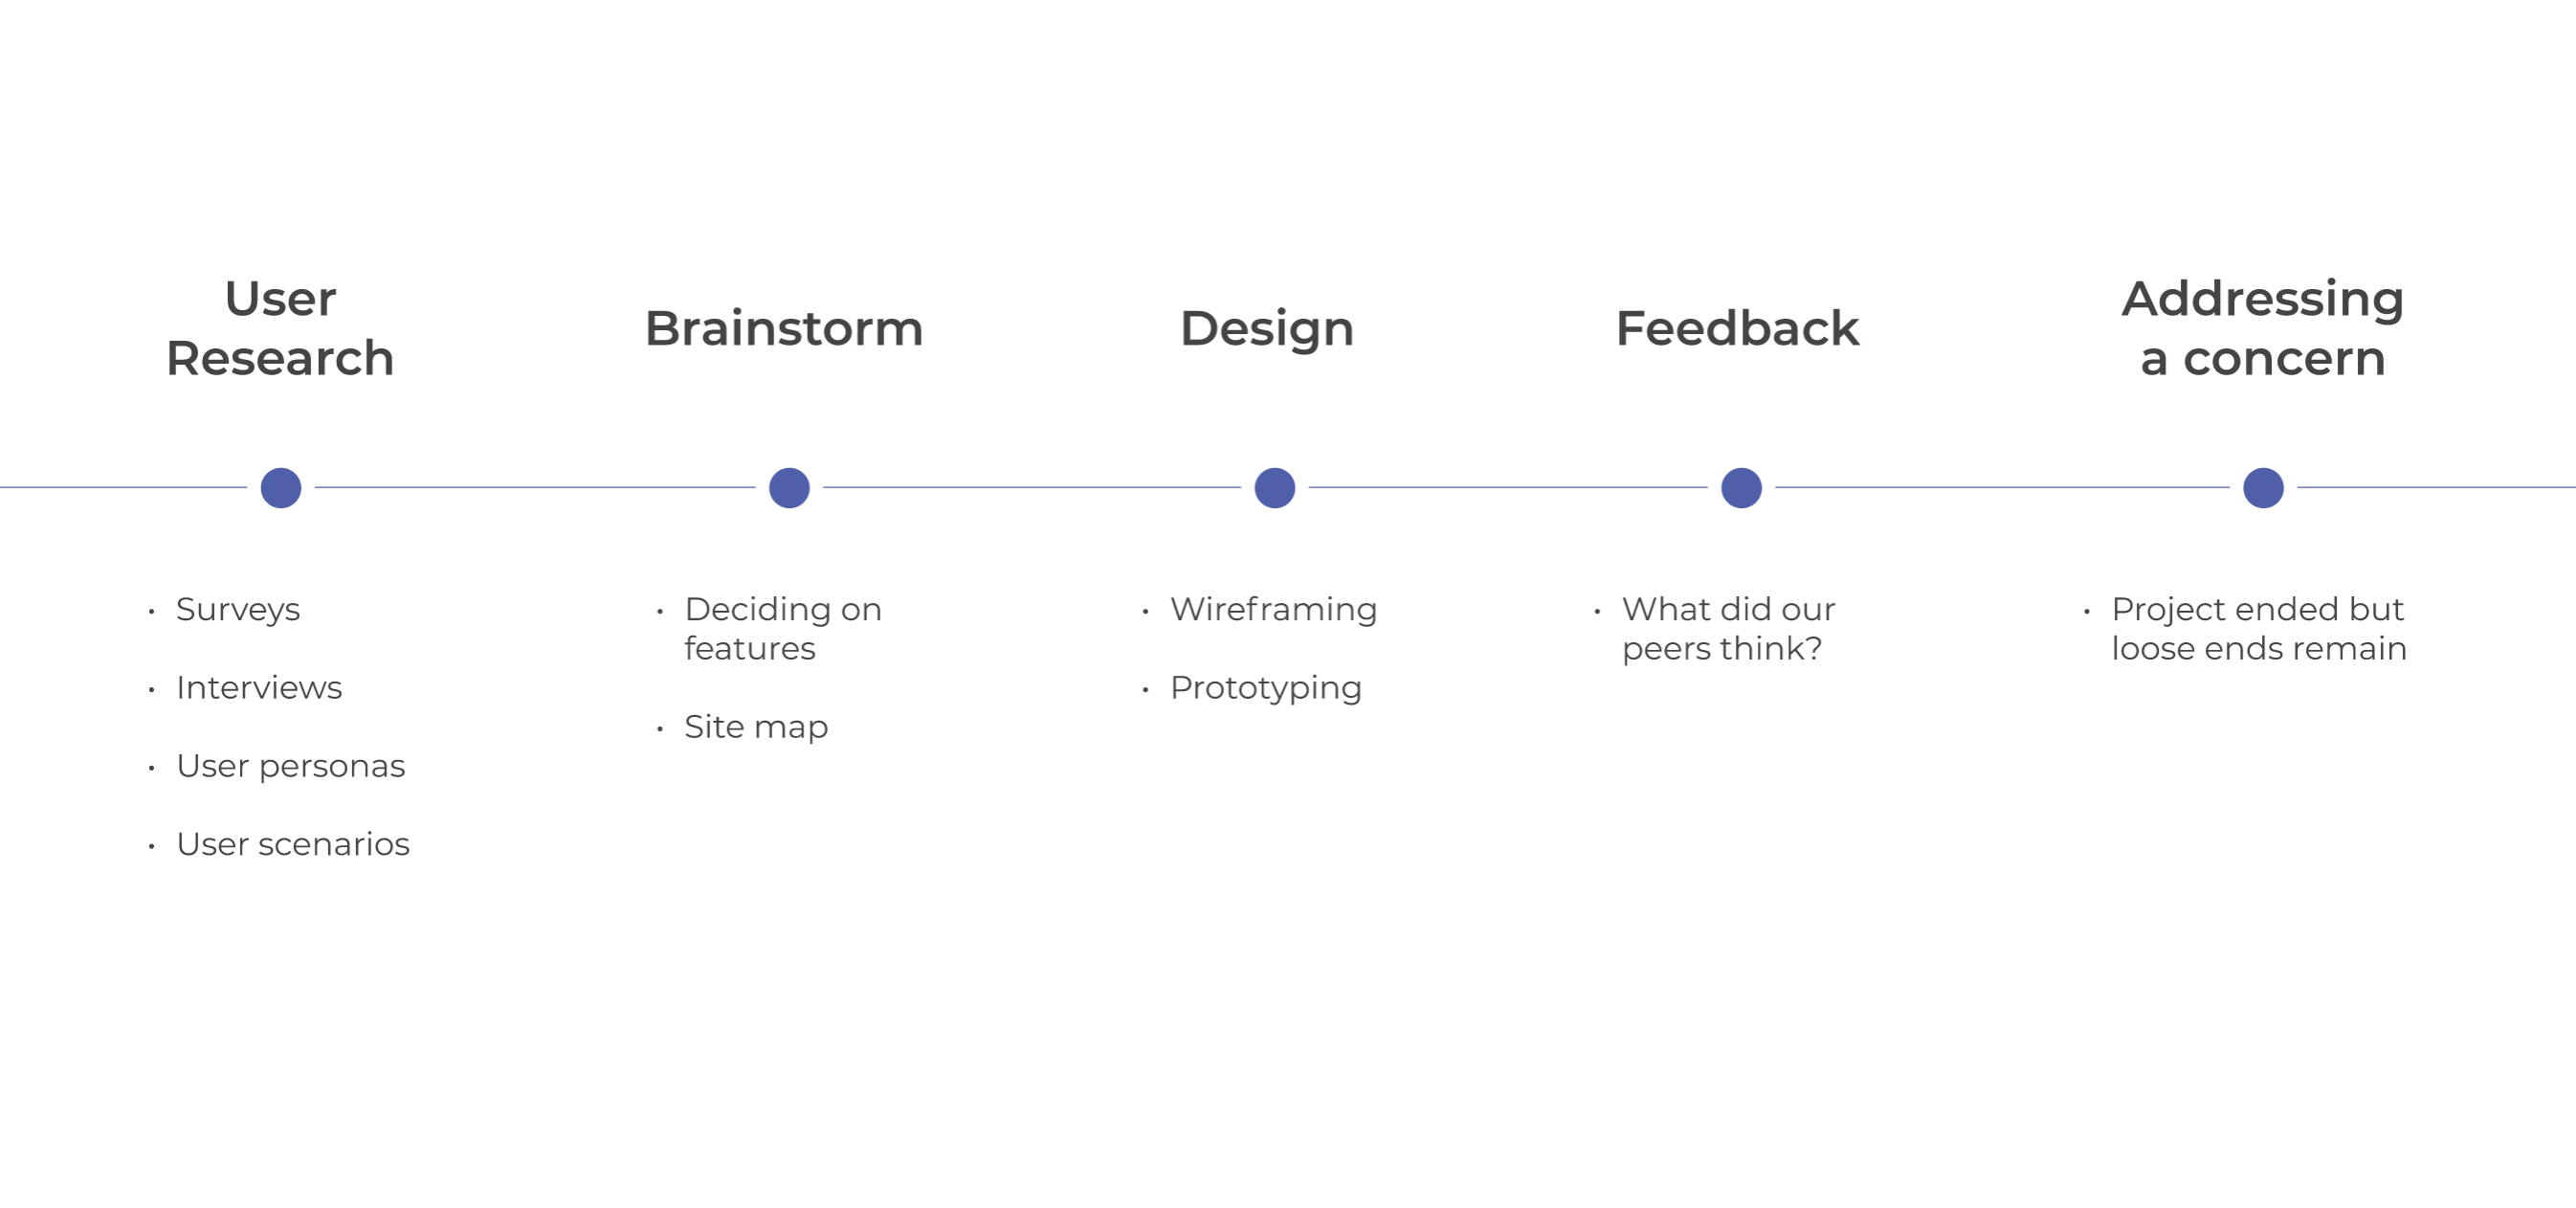 User
Research
Brainstorm
Design
Feedback
Addressing
a concern
• Surveys
• Interviews
• User personas
• User scenarios
• Deciding on
features
• Site map
• Wireframing
• Prototyping
• What did our
peers think?
• Project ended but
loose ends remain